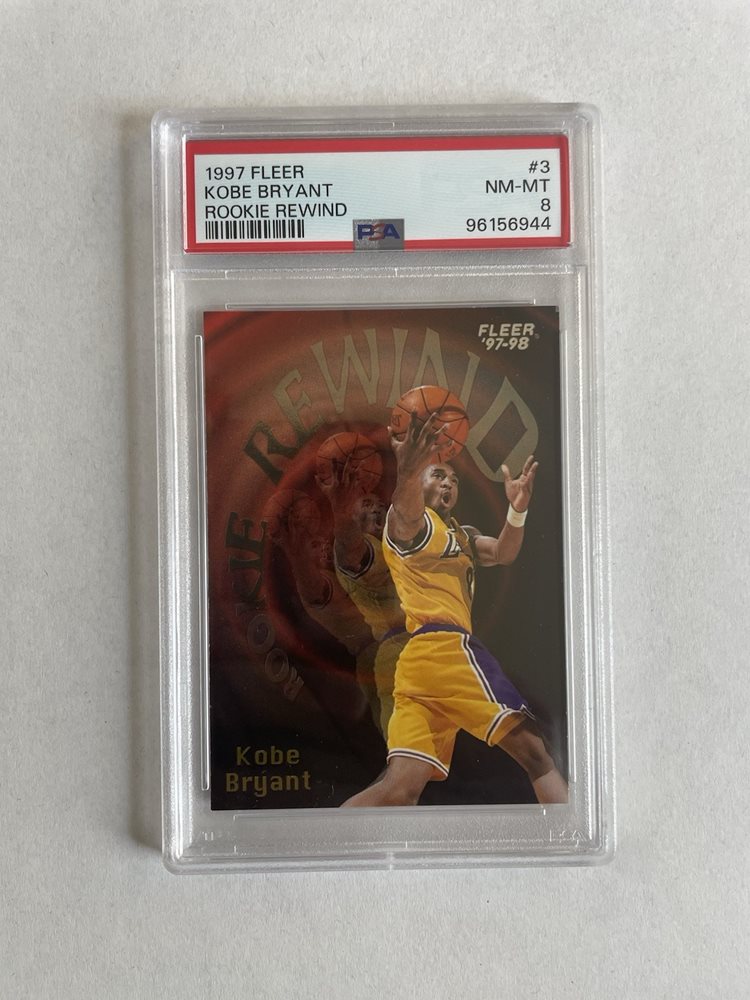 1997 FLEER #3
KOBE BRYANT NM-MT
ROOKIE REWIND 8
PSA 96156944
FLEER
'97-98
ROOKIE REWIND
Kobe
Bryant